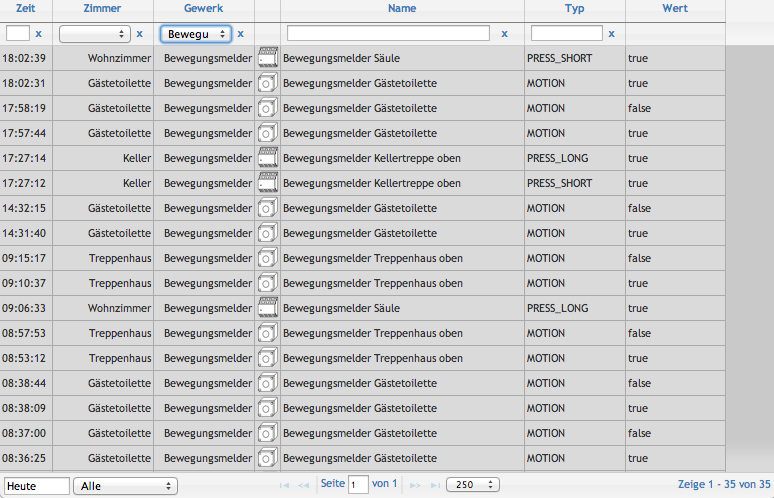 Zeit Zimmer Gewerk Name Typ Wert
x x Bewegu x x x
18:02:39 Wohnzimmer Bewegungsmelder Bewegungsmelder Säule PRESS_SHORT true
18:02:31 Gästetoilette Bewegungsmelder Bewegungsmelder Gästetoilette MOTION true
17:58:19 Gästetoilette Bewegungsmelder Bewegungsmelder Gästetoilette MOTION false
17:57:44 Gästetoilette Bewegungsmelder Bewegungsmelder Gästetoilette MOTION true
17:27:14 Keller Bewegungsmelder Bewegungsmelder Kellertreppe oben PRESS_LONG true
17:27:12 Keller Bewegungsmelder Bewegungsmelder Kellertreppe oben PRESS_SHORT true
14:32:15 Gästetoilette Bewegungsmelder Bewegungsmelder Gästetoilette MOTION false
14:31:40 Gästetoilette Bewegungsmelder Bewegungsmelder Gästetoilette MOTION true
09:15:17 Treppenhaus Bewegungsmelder Bewegungsmelder Treppenhaus oben MOTION false
09:10:37 Treppenhaus Bewegungsmelder Bewegungsmelder Treppenhaus oben MOTION true
09:06:33 Wohnzimmer Bewegungsmelder Bewegungsmelder Säule PRESS_LONG true
08:57:53 Treppenhaus Bewegungsmelder Bewegungsmelder Treppenhaus oben MOTION false
08:53:12 Treppenhaus Bewegungsmelder Bewegungsmelder Treppenhaus oben MOTION true
08:38:44 Gästetoilette Bewegungsmelder Bewegungsmelder Gästetoilette MOTION false
08:38:09 Gästetoilette Bewegungsmelder Bewegungsmelder Gästetoilette MOTION true
08:37:00 Gästetoilette Bewegungsmelder Bewegungsmelder Gästetoilette MOTION false
08:36:25 Gästetoilette Bewegungsmelder Bewegungsmelder Gästetoilette MOTION true
Heute Alle Seite 1 von 1 250 Zeige 1 - 35 von 35